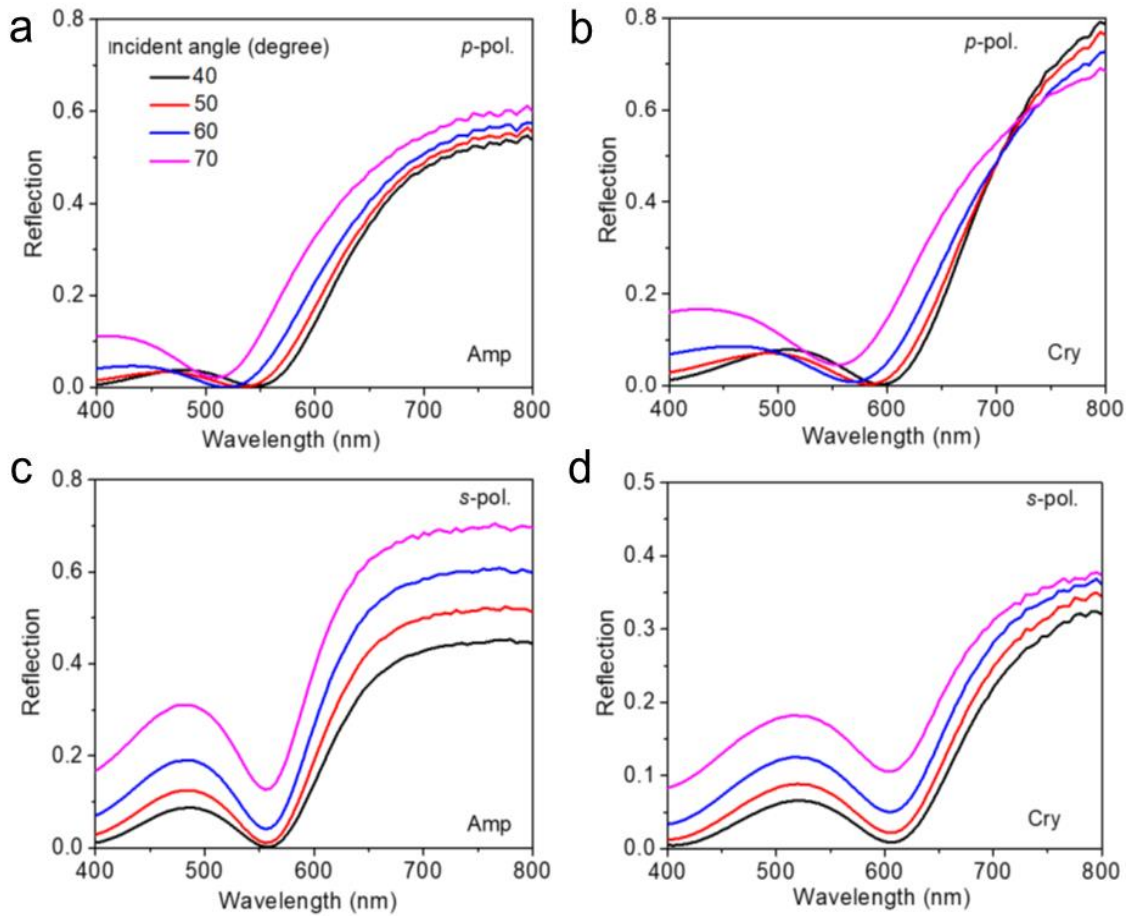 a
0.8
0.6
0.4
0.2
0.0
Reflection
Incident angle (degree)
40
50
60
70
p-pol.
Amp
400 500 600 700 800
Wavelength (nm)
b
0.8
0.6
0.4
0.2
0.0
Reflection
p-pol.
Cry
400 500 600 700 800
Wavelength (nm)
c
0.8
0.6
0.4
0.2
0.0
Reflection
s-pol.
Amp
400 500 600 700 800
Wavelength (nm)
d
0.5
0.4
0.3
0.2
0.1
0.0
Reflection
s-pol.
Cry
400 500 600 700 800
Wavelength (nm)